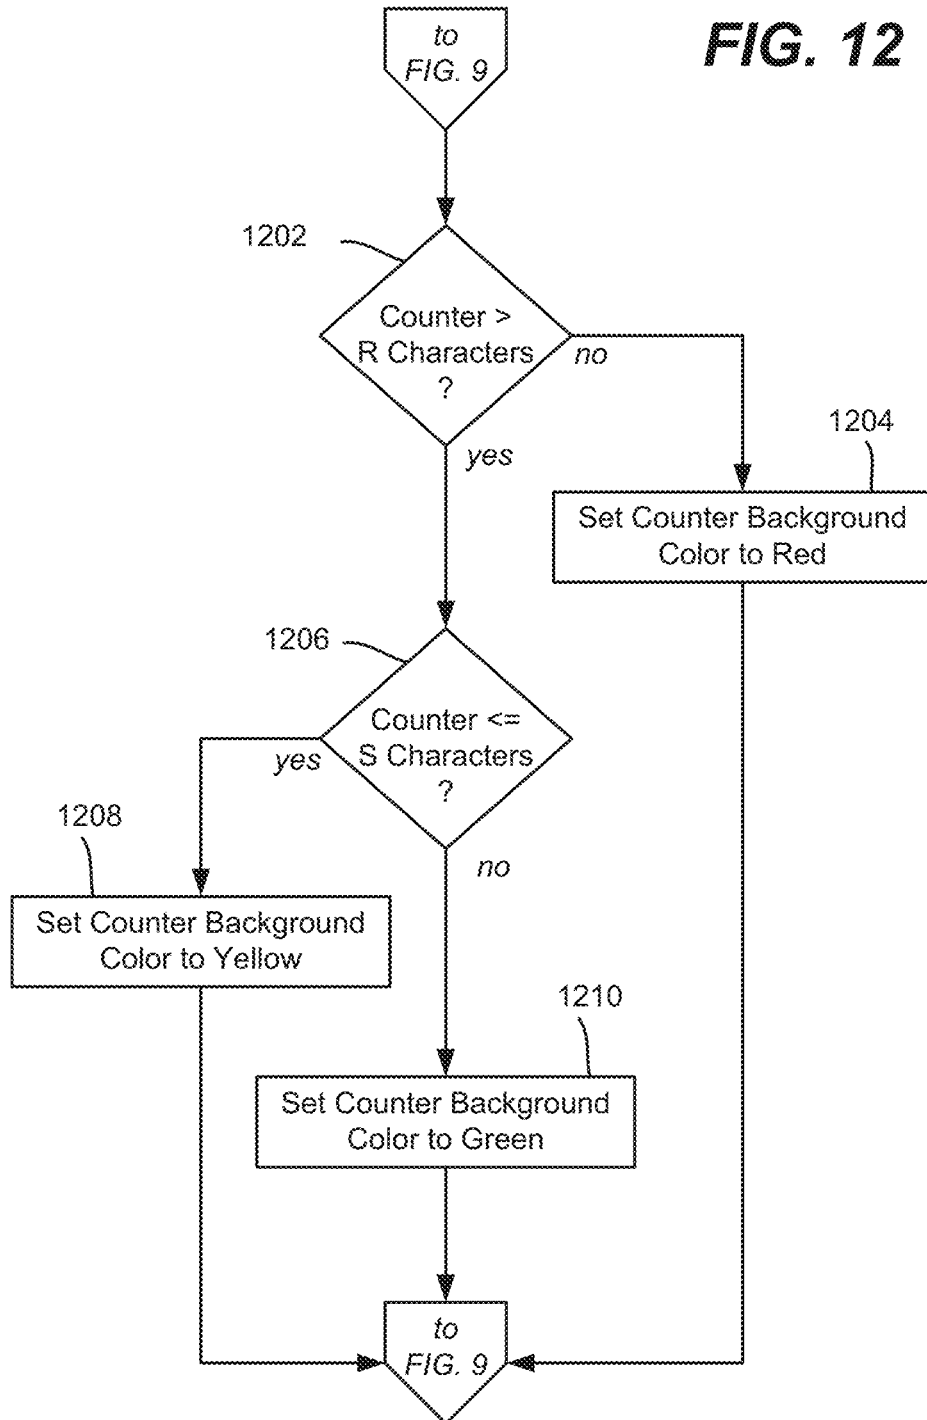 to
FIG. 9
FIG. 12
1202
Counter >
R Characters
?
no
yes
1204
Set Counter Background
Color to Red
1206
Counter <=
S Characters
?
yes
no
1208
Set Counter Background
Color to Yellow
1210
Set Counter Background
Color to Green
to
FIG. 9